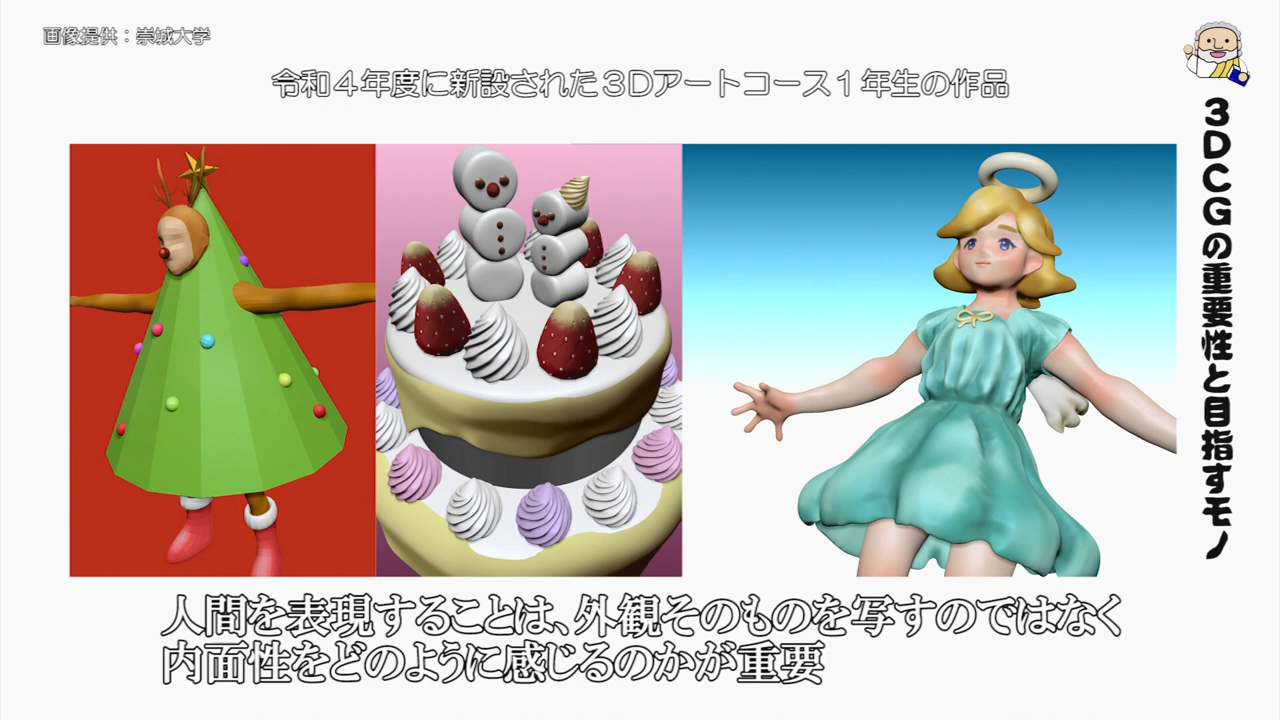 画像提供：崇城大学
令和４年度に新設された３Dアートコース１年生の作品
３DCGの重要性と目指すモノ
人間を表現することは、外観そのものを写すのではなく
内面性をどのように感じるのかが重要